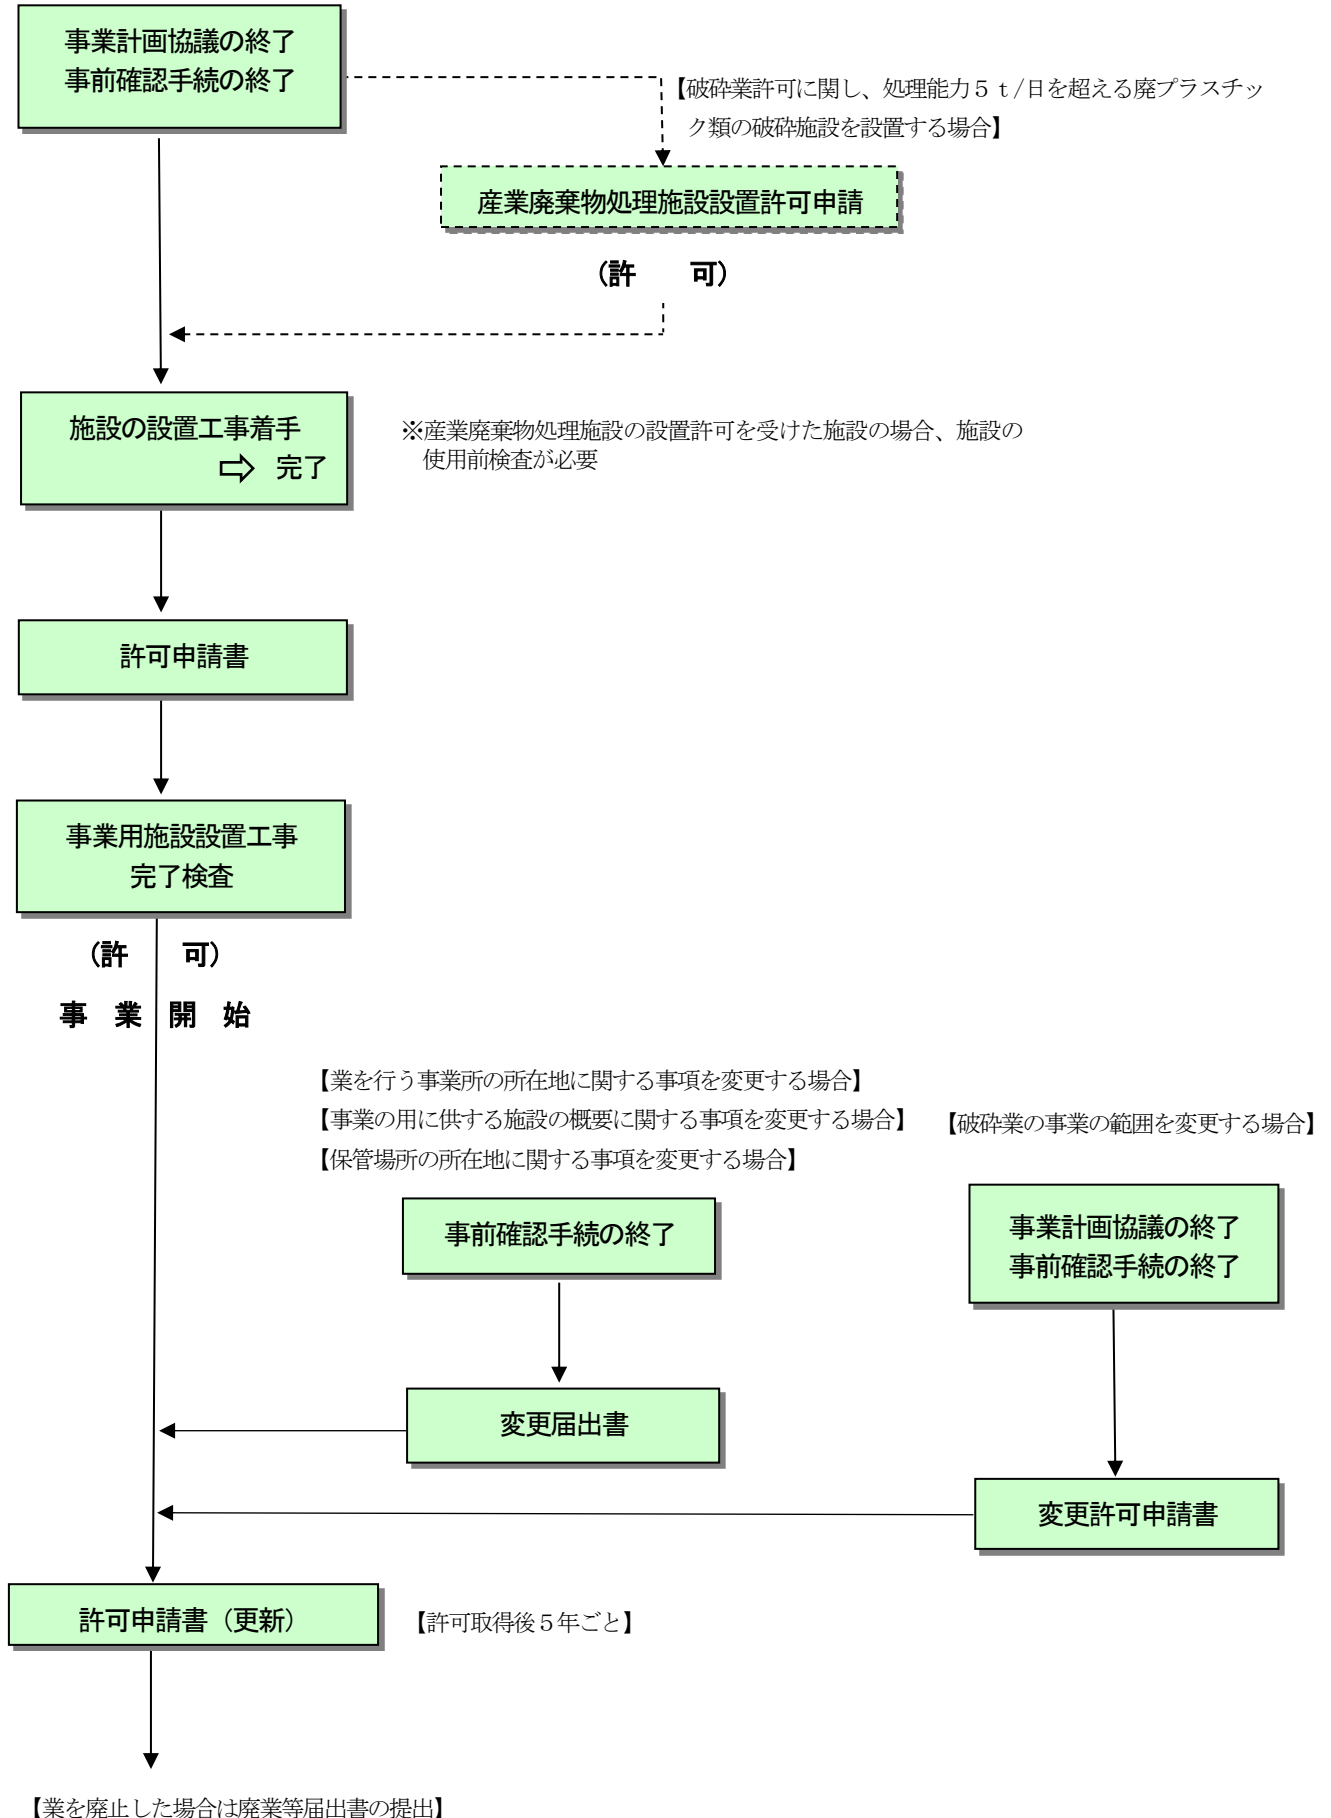 事業計画協議の終了
事前確認手続の終了
【破砕業許可に関し、処理能力５ｔ/日を超える廃プラスチッ
ク類の破砕施設を設置する場合】
産業廃棄物処理施設設置許可申請
（許　　可）
施設の設置工事着手
⇨ 完了
※産業廃棄物処理施設の設置許可を受けた施設の場合、施設の
使用前検査が必要
許可申請書
事業用施設設置工事
完了検査
（許　　可）
事　業　開　始
【業を行う事業所の所在地に関する事項を変更する場合】
【事業の用に供する施設の概要に関する事項を変更する場合】
【保管場所の所在地に関する事項を変更する場合】
【破砕業の事業の範囲を変更する場合】
事前確認手続の終了
事業計画協議の終了
事前確認手続の終了
変更届出書
変更許可申請書
許可申請書（更新）
【許可取得後５年ごと】
【業を廃止した場合は廃業等届出書の提出】